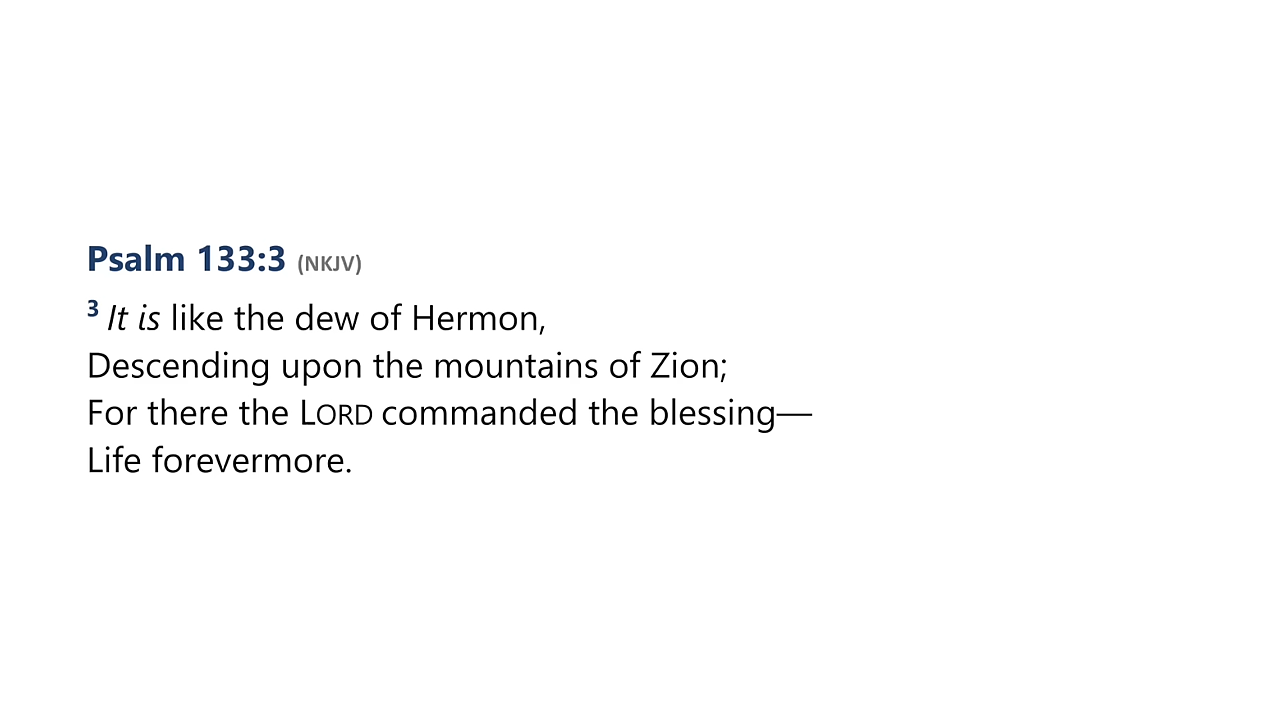 Psalm 133:3 (NKJV)
3 It is like the dew of Hermon,
Descending upon the mountains of Zion;
For there the LORD commanded the blessing—
Life forevermore.